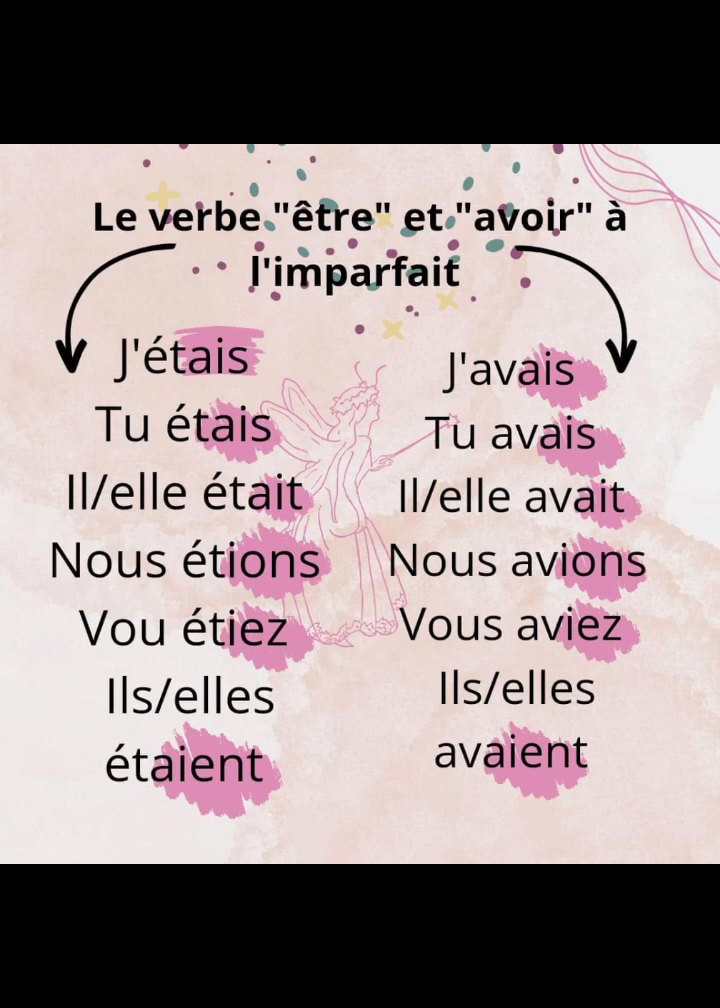 Le verbe "être" et "avoir" à
l'imparfait
J'étais
Tu étais
Il/elle était
Nous étions
Vou étiez
Ils/elles
étaient
J'avais
Tu avais
Il/elle avait
Nous avions
Vous aviez
Ils/elles
avaient